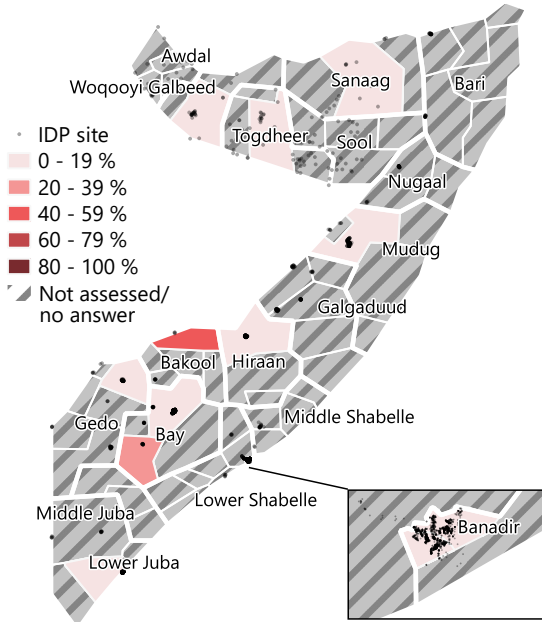 Awdal
Woqooyi Galbeed
Sanaag
Bari
Togdheer
Sool
Nugaal
IDP site
0 - 19 %
20 - 39 %
40 - 59 %
60 - 79 %
80 - 100 %
Not assessed/
no answer
Mudug
Galgaduud
Bakool
Hiraan
Gedo
Bay
Middle Shabelle
Lower Shabelle
Middle Juba
Banadir
Lower Juba